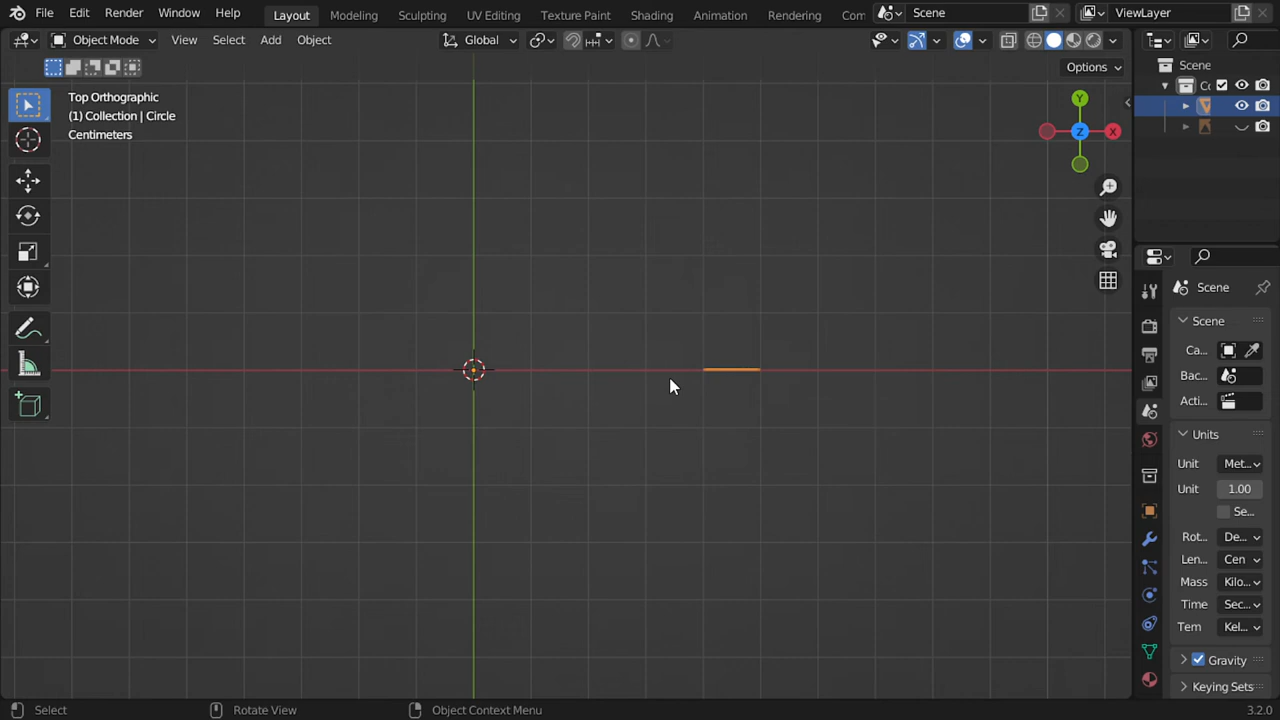 File Edit Render Window Help Layout Modeling Sculpting UV Editing Texture Paint Shading Animation Rendering Com Scene ViewLayer
Object Mode View Select Add Object Global
Options
Top Orthographic
(1) Collection | Circle
Centimeters
Y
Z
X
Scene
Cc
Scene
Scene
Ca...
Bac...
Acti...
Units
Unit Met...
Unit 1.00
Se...
Rot... De...
Len... Cen
Mass Kilo...
Time Sec...
Tem Kel...
Gravity
Keying Sets
Select Rotate View Object Context Menu 3.2.0